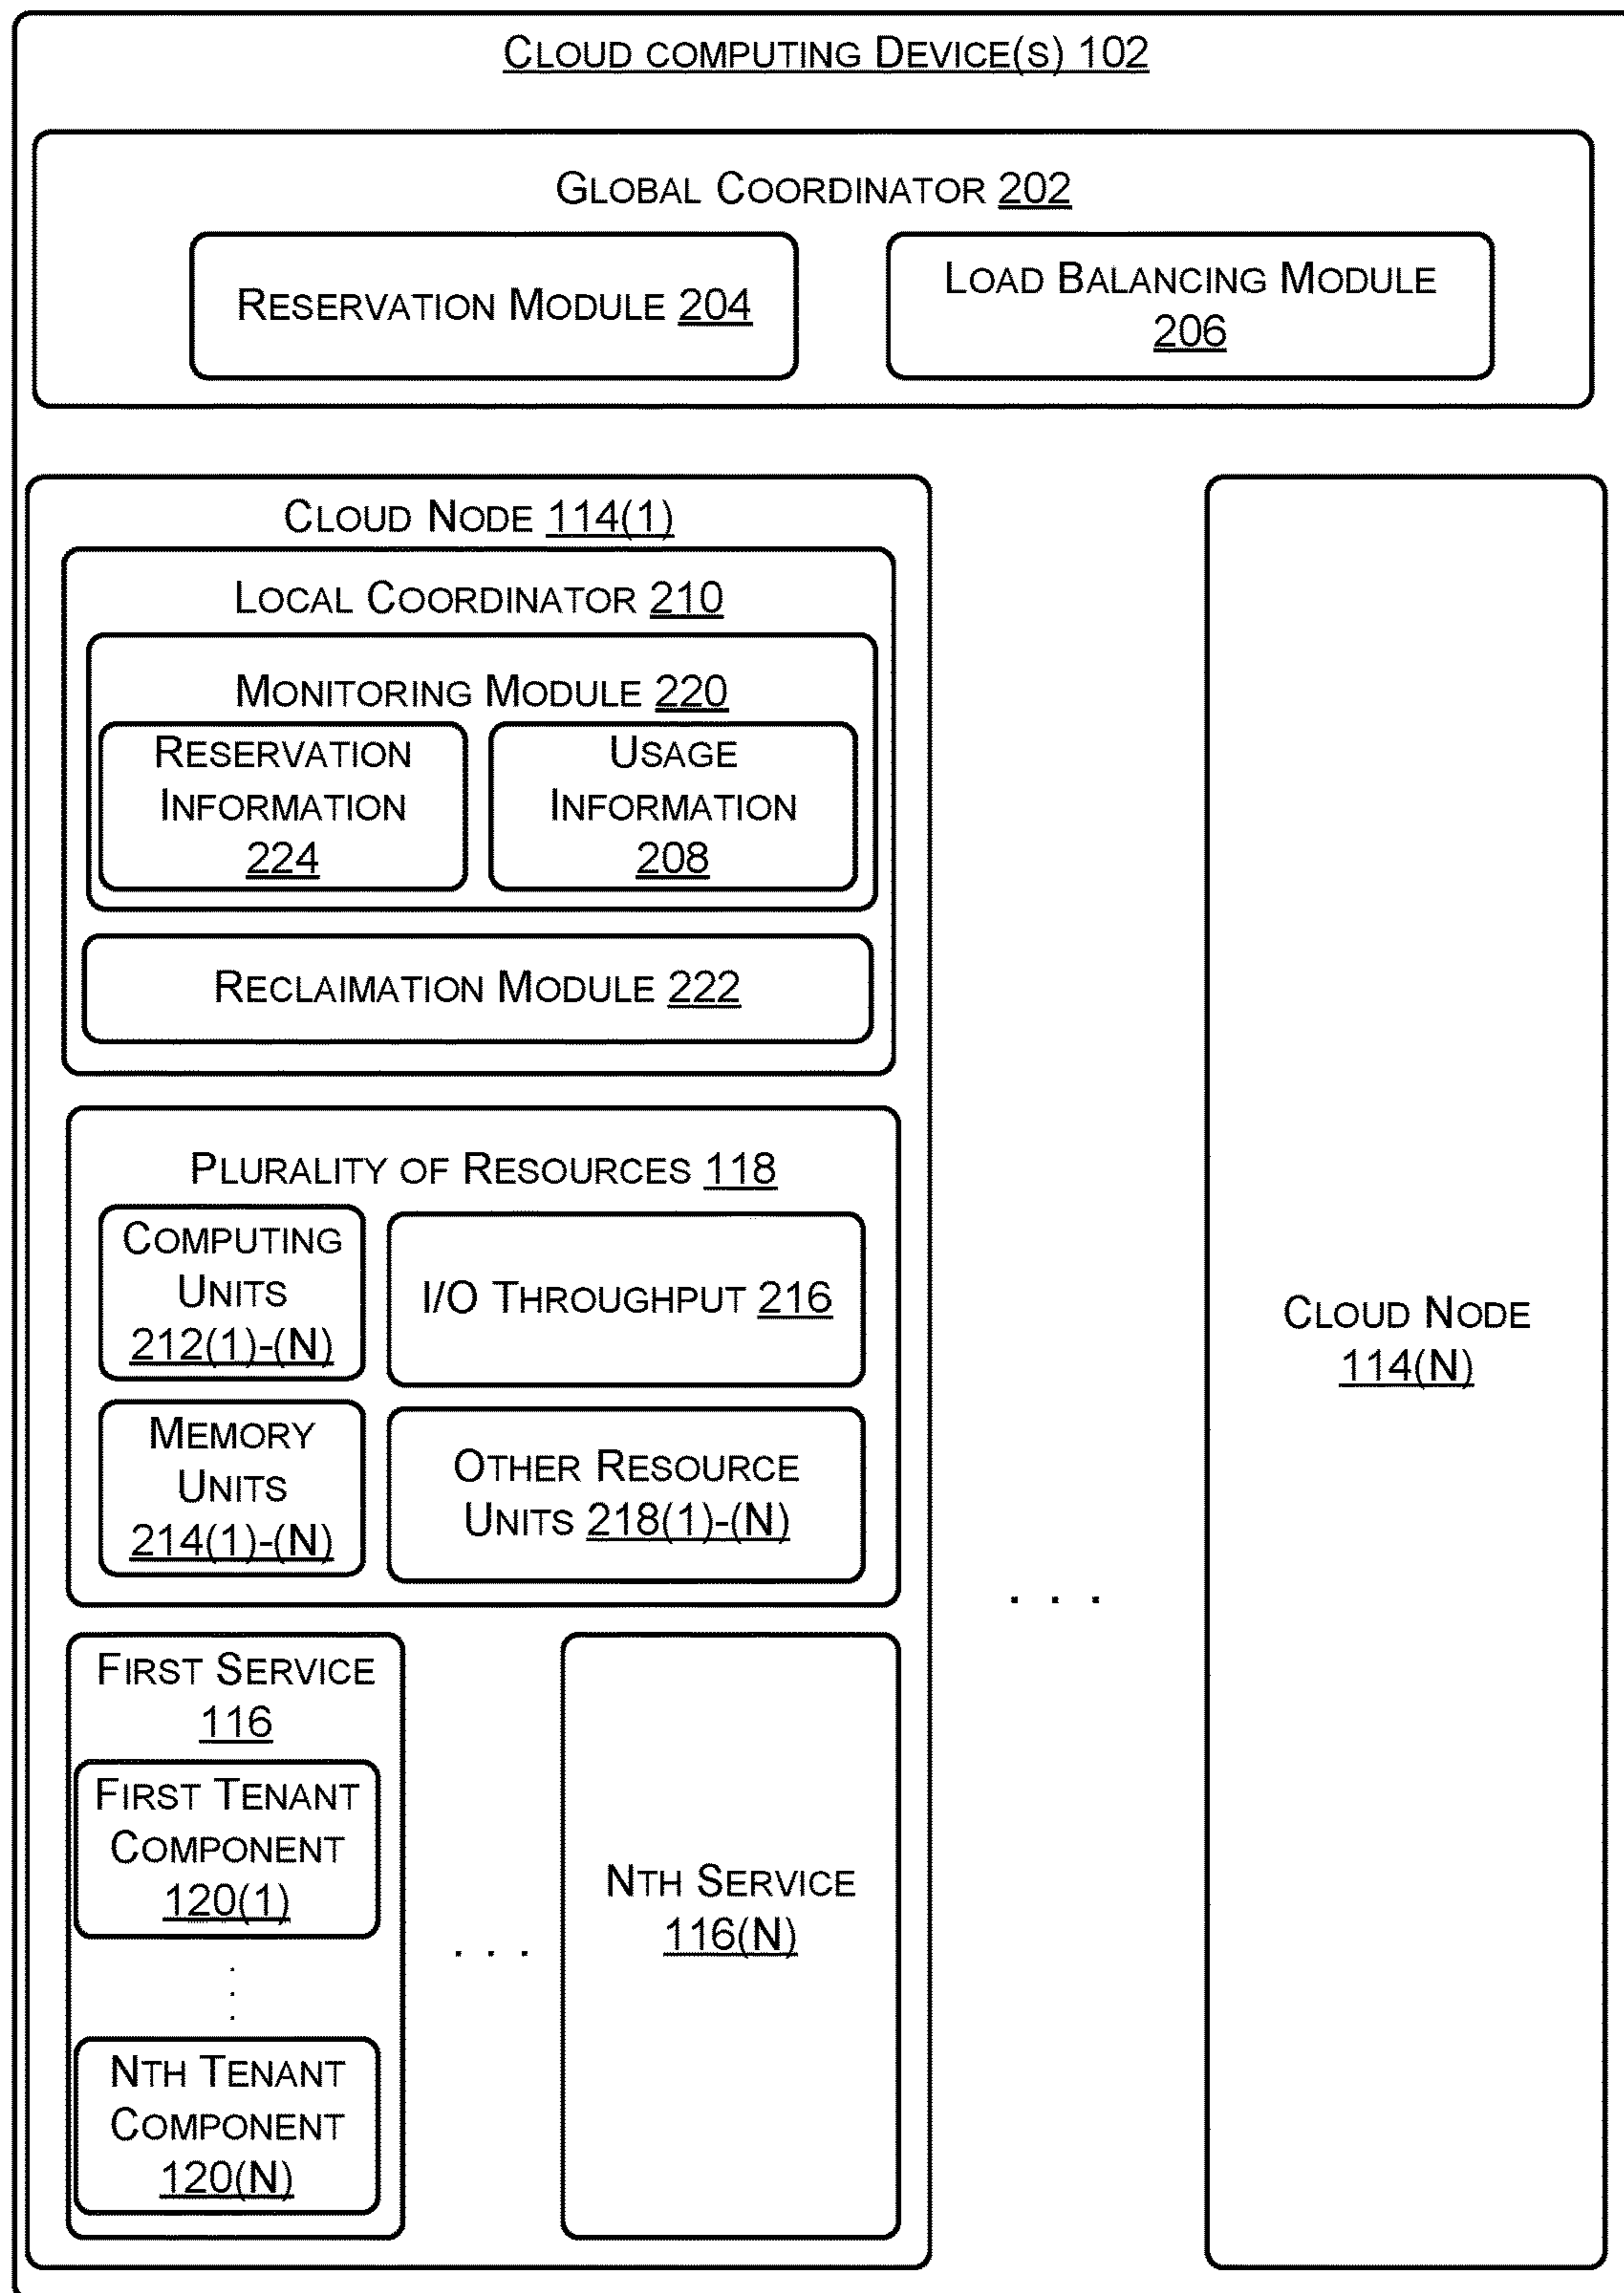 CLOUD COMPUTING DEVICE(S) 102
GLOBAL COORDINATOR 202
RESERVATION MODULE 204
LOAD BALANCING MODULE
206
CLOUD NODE 114(1)
LOCAL COORDINATOR 210
MONITORING MODULE 220
RESERVATION
INFORMATION
224
USAGE
INFORMATION
208
RECLAIMATION MODULE 222
PLURALITY OF RESOURCES 118
COMPUTING
UNITS
212(1)-(N)
I/O THROUGHPUT 216
MEMORY
UNITS
214(1)-(N)
OTHER RESOURCE
UNITS 218(1)-(N)
FIRST SERVICE
116
FIRST TENANT
COMPONENT
120(1)
.
.
.
NTH TENANT
COMPONENT
120(N)
. . .
NTH SERVICE
116(N)
. . .
CLOUD NODE
114(N)